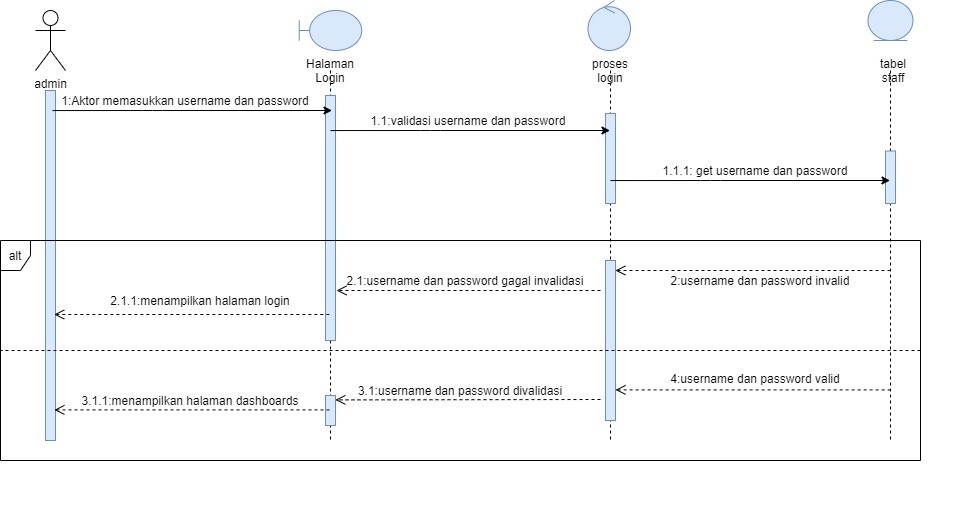 admin
Halaman
Login
proses
login
tabel
staff
1:Aktor memasukkan username dan password
1.1:validasi username dan password
1.1.1: get username dan password
alt
2:username dan password invalid
2.1:username dan password gagal invalidasi
2.1.1:menampilkan halaman login
4:username dan password valid
3.1:username dan password divalidasi
3.1.1:menampilkan halaman dashboards